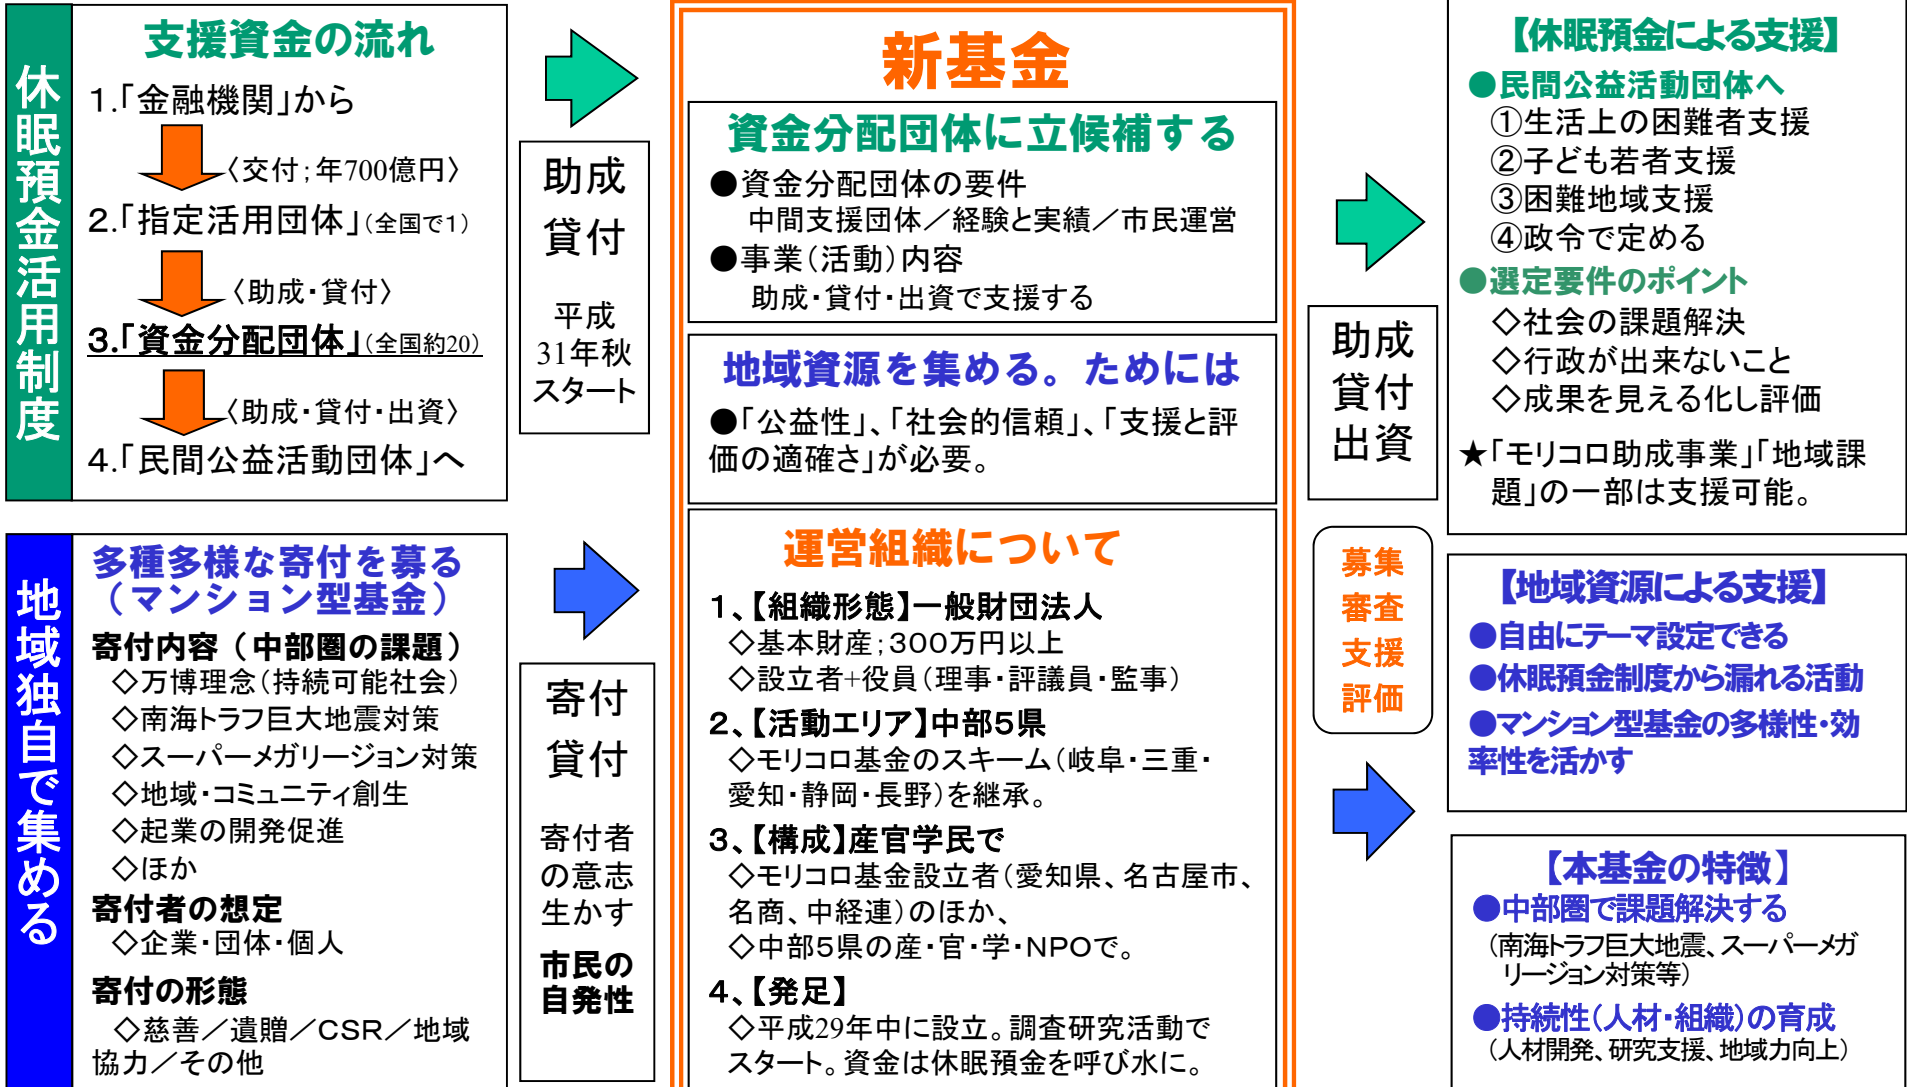 休眠預金活用制度
支援資金の流れ
1.「金融機関」から
〈交付；年700億円〉
2.「指定活用団体」（全国で1）
〈助成・貸付〉
3.「資金分配団体」（全国約20）
〈助成・貸付・出資〉
4.「民間公益活動団体」へ
地域独自で集める
多種多様な寄付を募る
（マンション型基金）
寄付内容（中部圏の課題）
◇万博理念（持続可能社会）
◇南海トラフ巨大地震対策
◇スーパーメガリージョン対策
◇地域・コミュニティ創生
◇起業の開発促進
◇ほか
寄付者の想定
◇企業・団体・個人
寄付の形態
◇慈善／遺贈／CSR／地域
協力／その他
助成
貸付
平成
31年秋
スタート
寄付
貸付
寄付者
の意志
生かす
市民の
自発性
新基金
資金分配団体に立候補する
●資金分配団体の要件
中間支援団体／経験と実績／市民運営
●事業（活動）内容
助成・貸付・出資で支援する
地域資源を集める。ためには
●「公益性」、「社会的信頼」、「支援と評
価の適確さ」が必要。
運営組織について
1、【組織形態】一般財団法人
◇基本財産；300万円以上
◇設立者+役員（理事・評議員・監事）
2、【活動エリア】中部5県
◇モリコロ基金のスキーム（岐阜・三重・
愛知・静岡・長野）を継承。
3、【構成】産官学民で
◇モリコロ基金設立者（愛知県、名古屋市、
名商、中経連）のほか、
◇中部5県の産・官・学・NPOで。
4、【発足】
◇平成29年中に設立。調査研究活動で
スタート。資金は休眠預金を呼び水に。
助成
貸付
出資
募集
審査
支援
評価
【休眠預金による支援】
●民間公益活動団体へ
①生活上の困難者支援
②子ども若者支援
③困難地域支援
④政令で定める
●選定要件のポイント
◇社会の課題解決
◇行政が出来ないこと
◇成果を見える化し評価
★「モリコロ助成事業」「地域課
題」の一部は支援可能。
【地域資源による支援】
●自由にテーマ設定できる
●休眠預金制度から漏れる活動
●マンション型基金の多様性・効
率性を活かす
【本基金の特徴】
●中部圏で課題解決する
（南海トラフ巨大地震、スーパーメガ
リージョン対策等）
●持続性（人材・組織）の育成
（人材開発、研究支援、地域力向上）